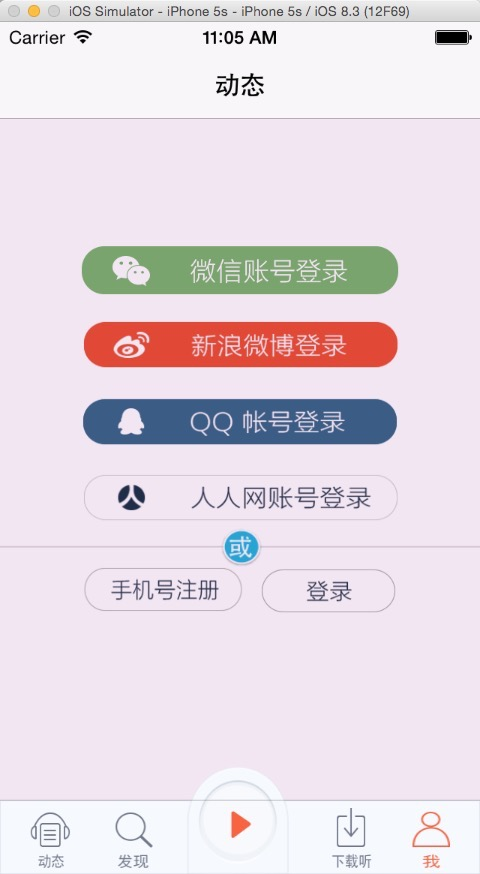 iOS Simulator - iPhone 5s - iPhone 5s / iOS 8.3 (12F69)
Carrier 11:05 AM
动态
微信账号登录
新浪微博登录
QQ 帐号登录
人人网账号登录
或
手机号注册 登录
动态 发现 下载听 我